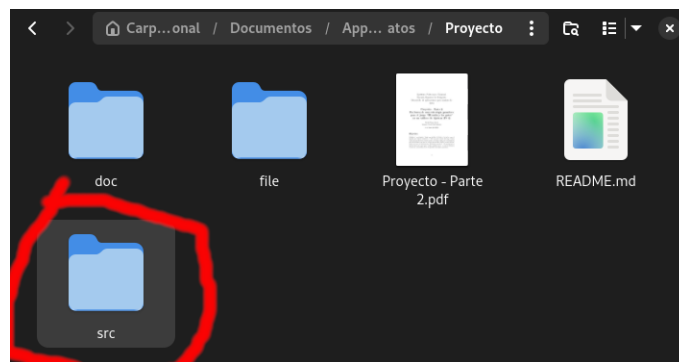 Carp...onal / Documentos / App... atos / Proyecto
doc
file
Proyecto - Parte
2.pdf
README.md
src